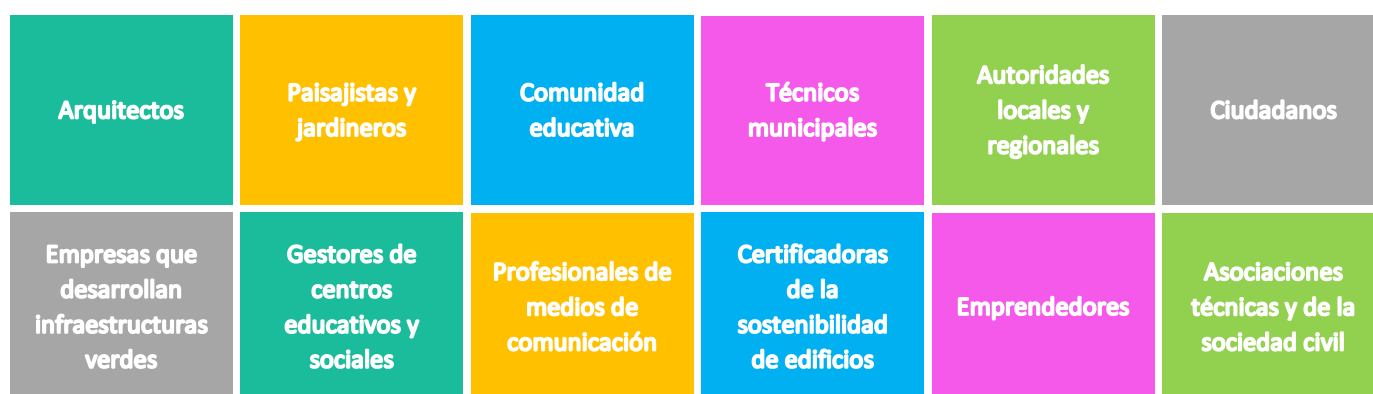 Arquitectos
Paisajistas y
jardineros
Comunidad
educativa
Técnicos
municipales
Autoridades
locales y
regionales
Ciudadanos
Empresas que
desarrollan
infraestructuras
verdes
Gestores de
centros
educativos y
sociales
Profesionales de
medios de
comunicación
Certificadoras
de la
sostenibilidad
de edificios
Emprendedores
Asociaciones
técnicas y de la
sociedad civil